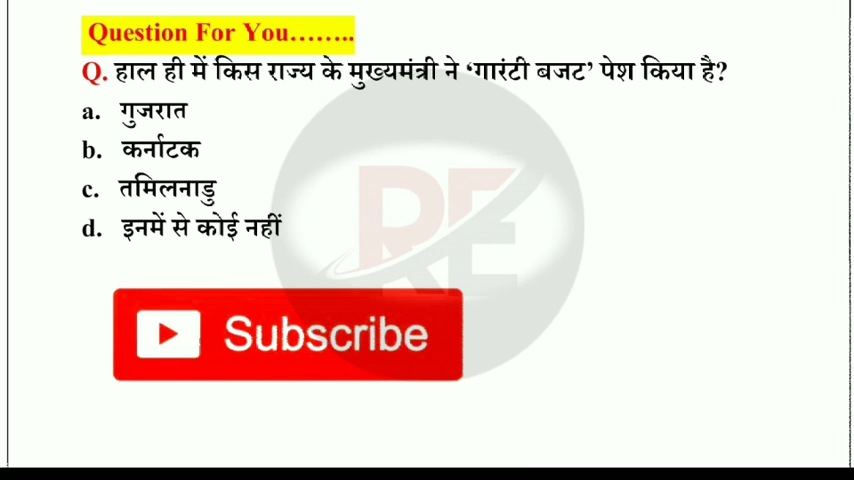 Question For You……..
Q. हाल ही में किस राज्य के मुख्यमंत्री ने ‘गारंटी बजट’ पेश किया है?
a. गुजरात
b. कर्नाटक
c. तमिलनाडु
d. इनमें से कोई नहीं
RE
Subscribe